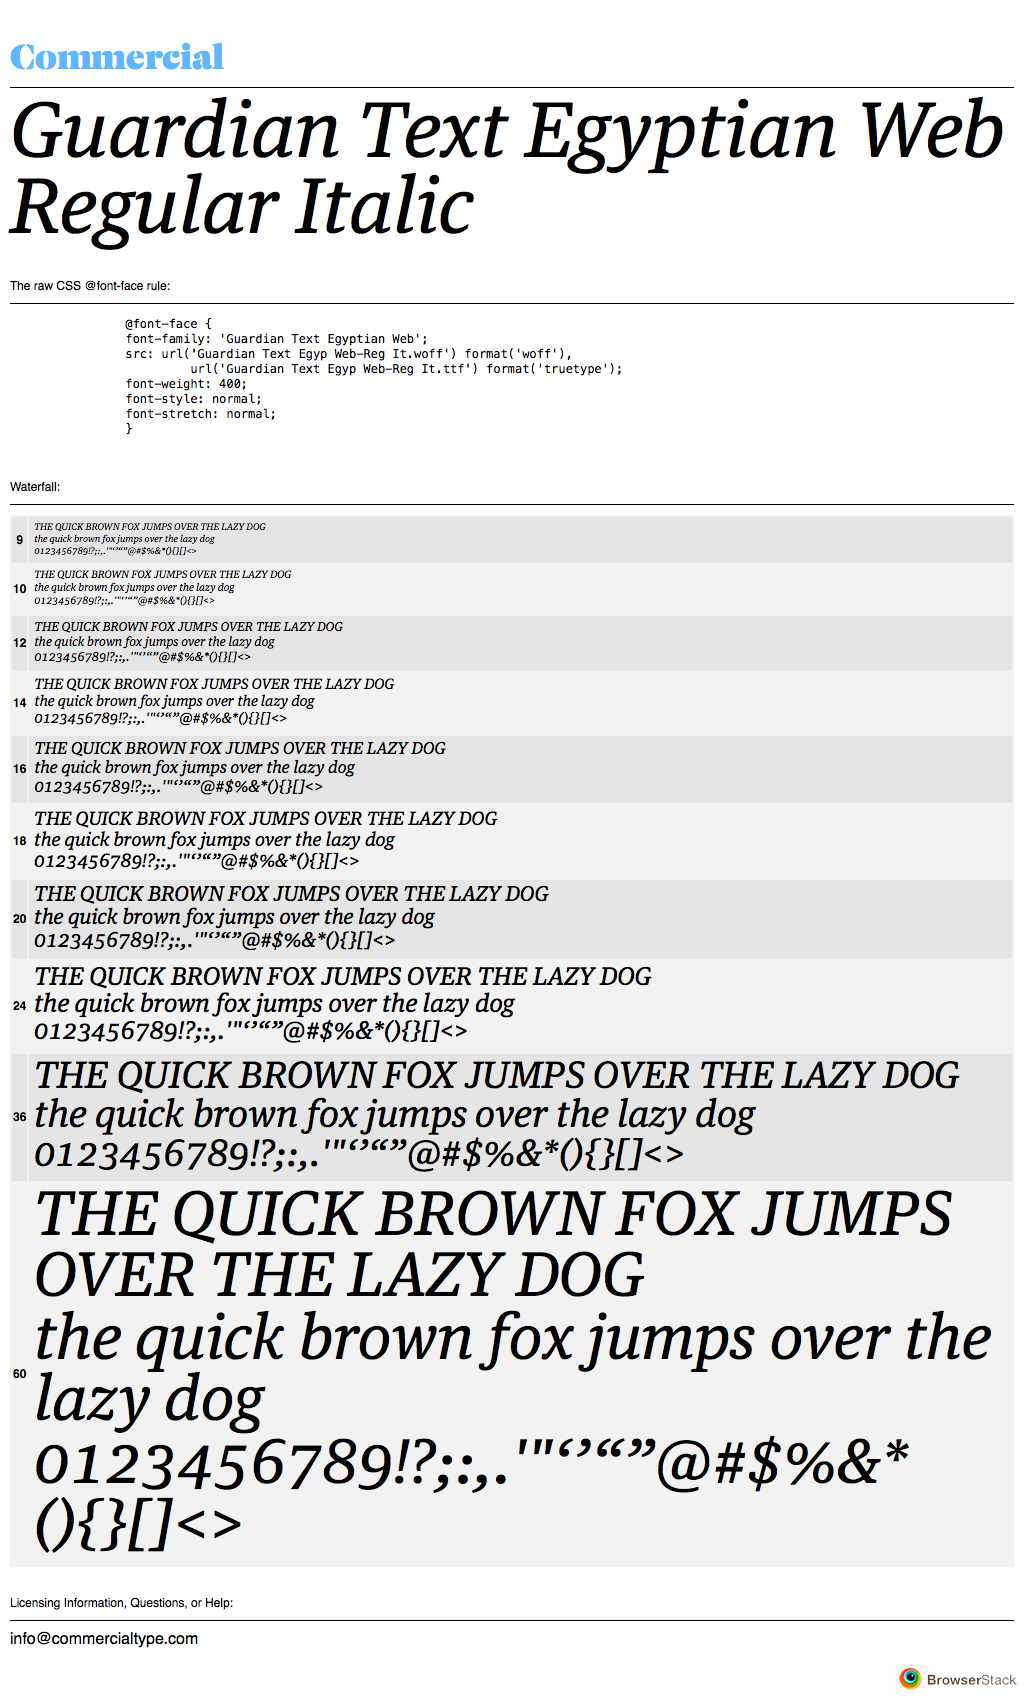 Commercial
Guardian Text Egyptian Web
Regular Italic
The raw CSS @font-face rule:
@font-face {
font-family: 'Guardian Text Egyptian Web';
src: url('Guardian Text Egyp Web-Reg It.woff') format('woff'),
url('Guardian Text Egyp Web-Reg It.ttf') format('truetype');
font-weight: 400;
font-style: normal;
font-stretch: normal;
}
Waterfall:
THE QUICK BROWN FOX JUMPS OVER THE LAZY DOG
9 the quick brown fox jumps over the lazy dog
0123456789!?;:,.'"‘’“”@#$%&*(){}[]<>
THE QUICK BROWN FOX JUMPS OVER THE LAZY DOG
10 the quick brown fox jumps over the lazy dog
0123456789!?;:,.'"‘’“”@#$%&*(){}[]<>
THE QUICK BROWN FOX JUMPS OVER THE LAZY DOG
12 the quick brown fox jumps over the lazy dog
0123456789!?;:,.'"‘’“”@#$%&*(){}[]<>
THE QUICK BROWN FOX JUMPS OVER THE LAZY DOG
14 the quick brown fox jumps over the lazy dog
0123456789!?;:,.'"‘’“”@#$%&*(){}[]<>
THE QUICK BROWN FOX JUMPS OVER THE LAZY DOG
16 the quick brown fox jumps over the lazy dog
0123456789!?;:,.'"‘’“”@#$%&*(){}[]<>
THE QUICK BROWN FOX JUMPS OVER THE LAZY DOG
18 the quick brown fox jumps over the lazy dog
0123456789!?;:,.'"‘’“”@#$%&*(){}[]<>
THE QUICK BROWN FOX JUMPS OVER THE LAZY DOG
20 the quick brown fox jumps over the lazy dog
0123456789!?;:,.'"‘’“”@#$%&*(){}[]<>
THE QUICK BROWN FOX JUMPS OVER THE LAZY DOG
24 the quick brown fox jumps over the lazy dog
0123456789!?;:,.'"‘’“”@#$%&*(){}[]<>
THE QUICK BROWN FOX JUMPS OVER THE LAZY DOG
36 the quick brown fox jumps over the lazy dog
0123456789!?;:,.'"‘’“”@#$%&*(){}[]<>
THE QUICK BROWN FOX JUMPS
OVER THE LAZY DOG
the quick brown fox jumps over the
60 lazy dog
0123456789!?;:,.'"‘’“”@#$%&*
(){}[]<>
Licensing Information, Questions, or Help:
info@commercialtype.com
BrowserStack